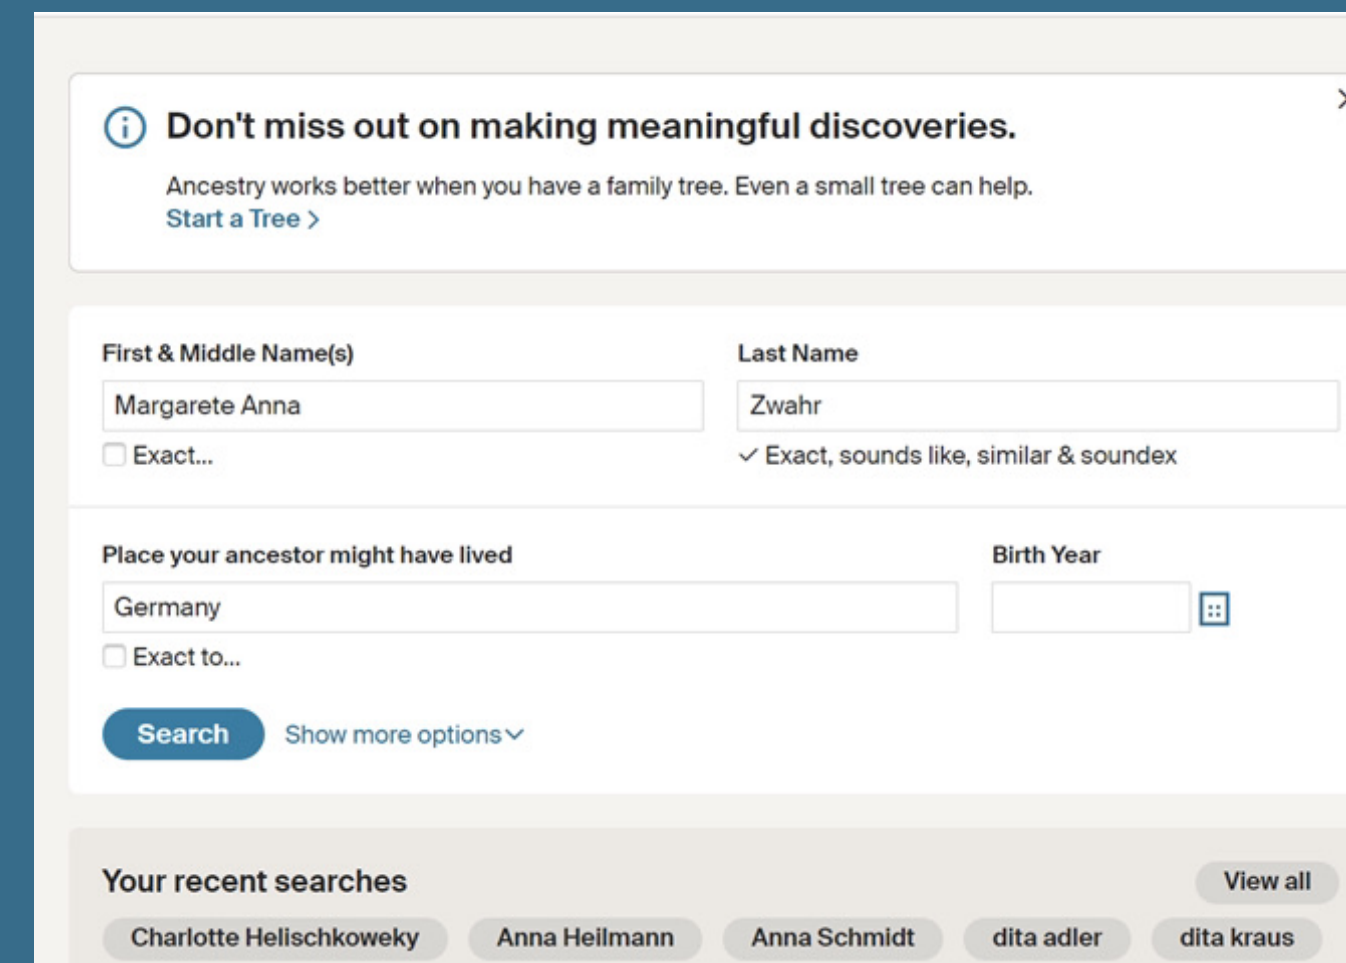 Don't miss out on making meaningful discoveries.
Ancestry works better when you have a family tree. Even a small tree can help.
Start a Tree >
First & Middle Name(s)
Last Name
Margarete Anna
Zwahr
Exact...
✓ Exact, sounds like, similar & soundex
Place your ancestor might have lived
Birth Year
Germany
Exact to...
Search
Show more options
Your recent searches
View all
Charlotte Helischkoweky
Anna Heilmann
Anna Schmidt
dita adler
dita kraus